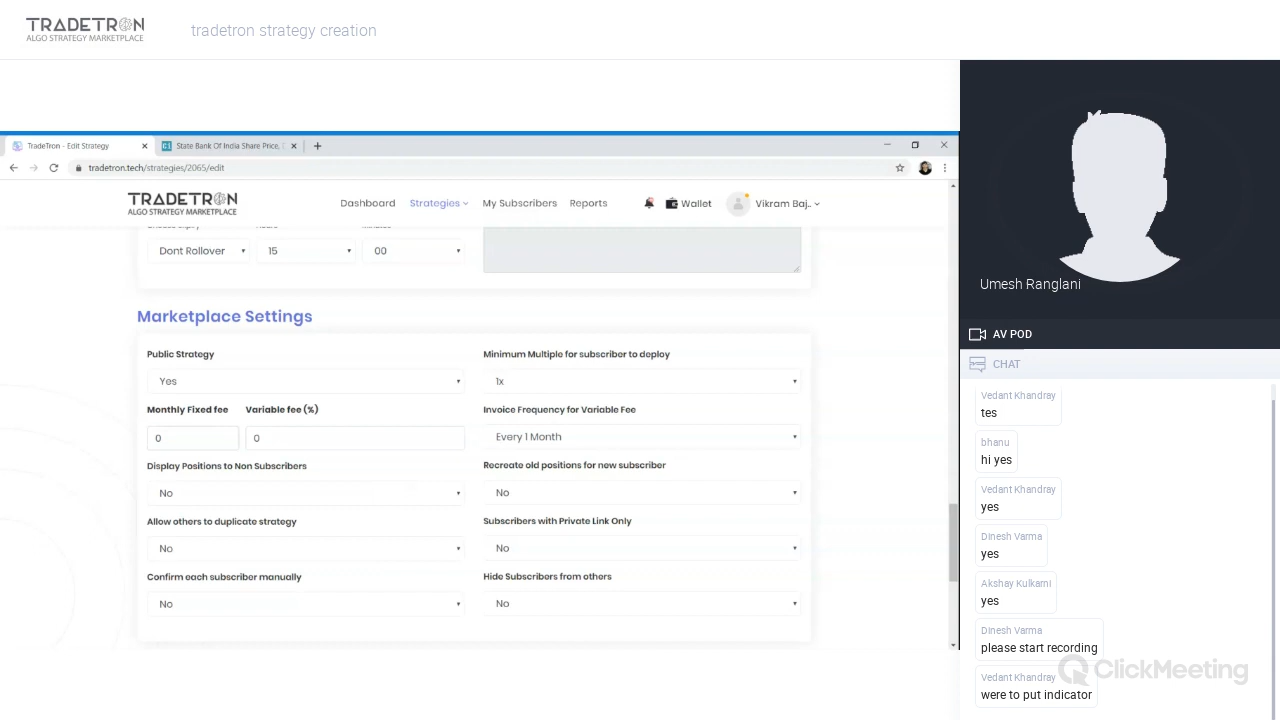 TRADETRON
ALGO STRATEGY MARKETPLACE
tradetron strategy creation
TradeTron - Edit Strategy
State Bank Of India Share Price,
tradetron.tech/strategies/2065/edit
TRADETRON
ALGO STRATEGY MARKETPLACE
Dashboard
Strategies
My Subscribers
Reports
Wallet
Vikram Baj..
Dont Rollover
15
00
Marketplace Settings
Public Strategy
Minimum Multiple for subscriber to deploy
Yes
1x
Monthly Fixed fee
Variable fee (%)
Invoice Frequency for Variable Fee
0
0
Every 1 Month
Display Positions to Non Subscribers
Recreate old positions for new subscriber
No
No
Allow others to duplicate strategy
Subscribers with Private Link Only
No
No
Confirm each subscriber manually
Hide Subscribers from others
No
No
Umesh Ranglani
AV POD
CHAT
Vedant Khandray
tes
bhanu
hi yes
Vedant Khandray
yes
Dinesh Varma
yes
Akshay Kulkarni
yes
Dinesh Varma
please start recording
Vedant Khandray
were to put indicator
ClickMeeting